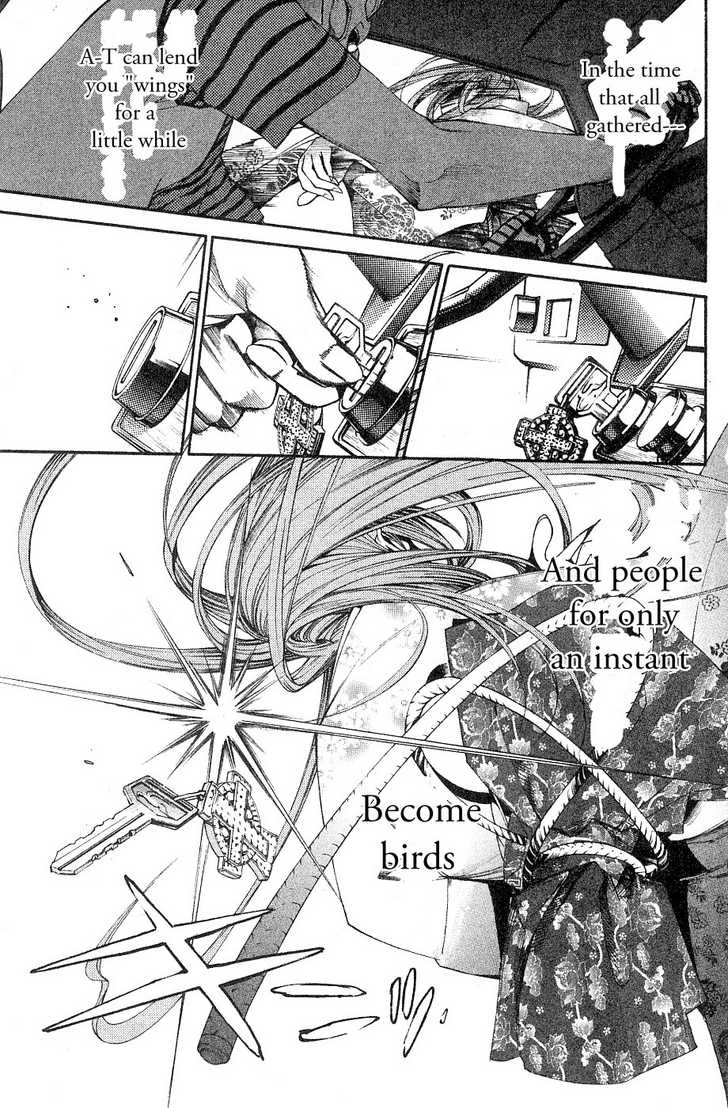 In the time
that all
gathered---
A-T can lend
you "wings"
for a
little while
And people
for only
an instant
Become
birds